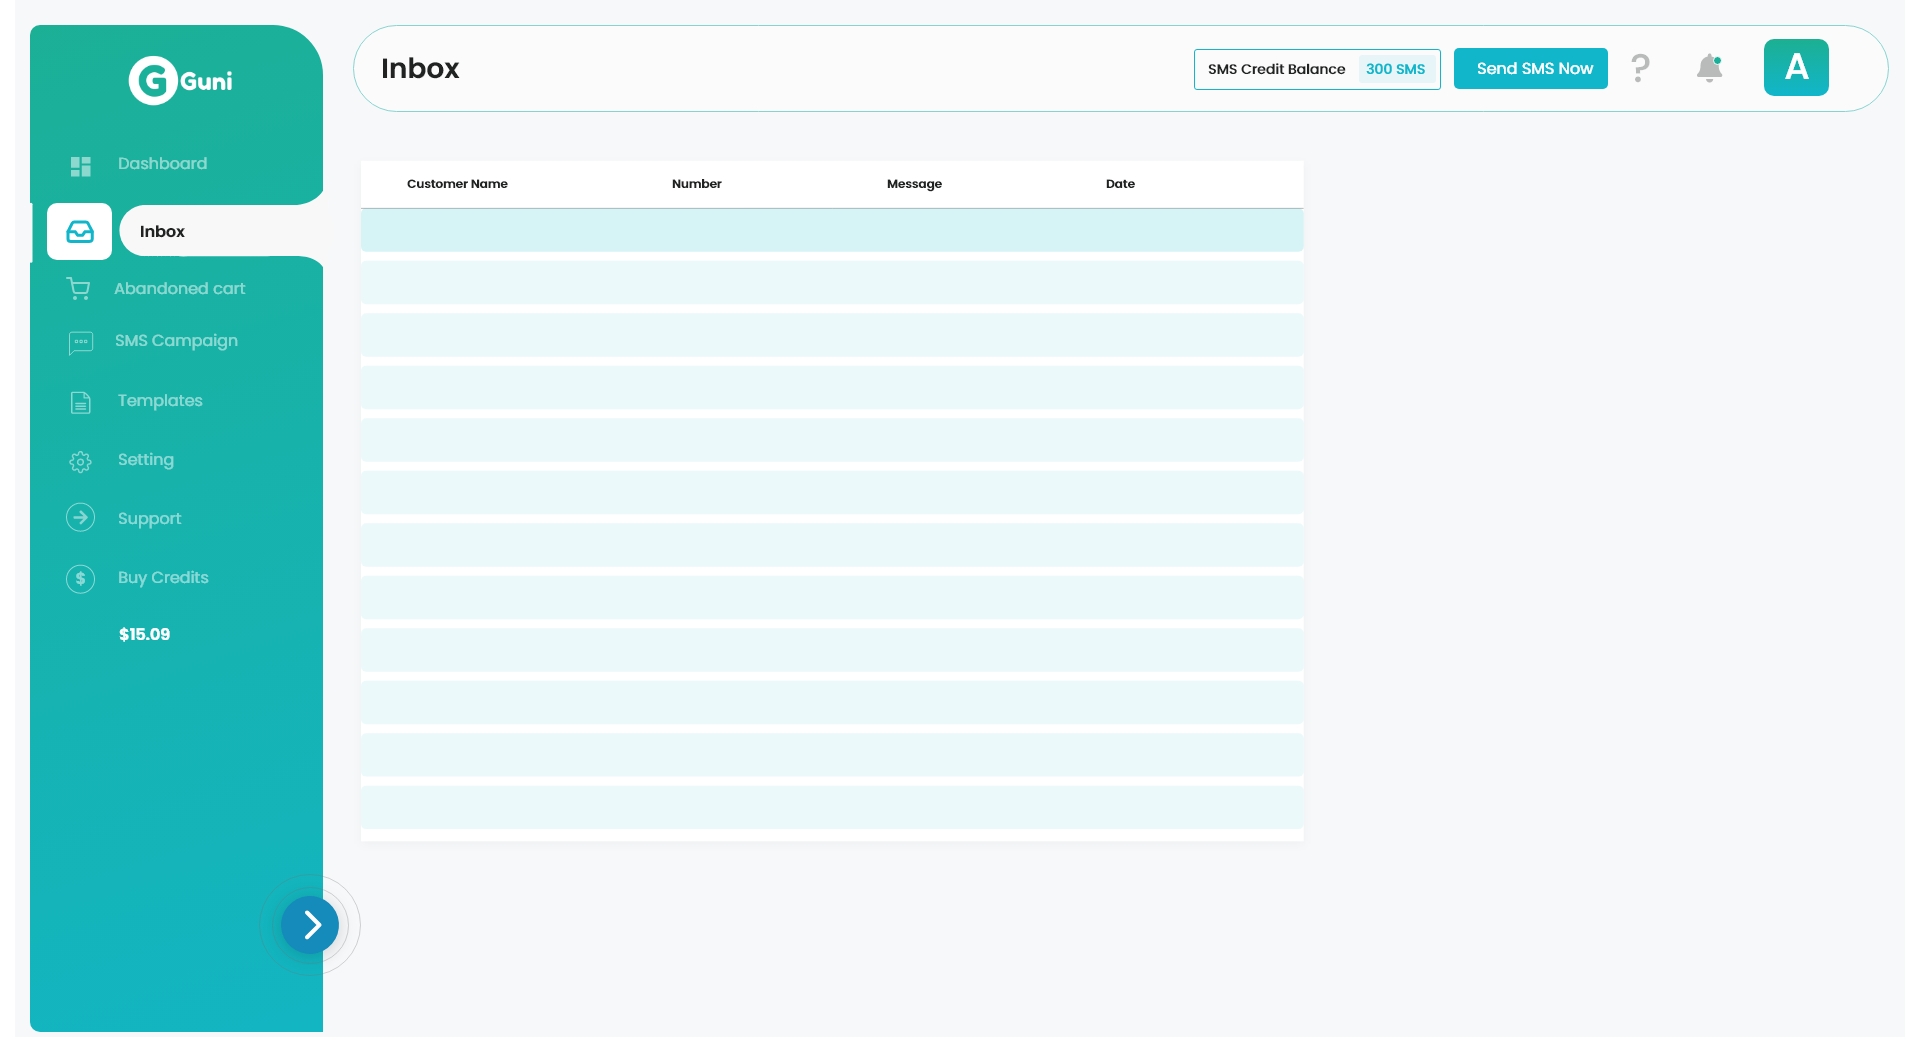 Guni
Dashboard
Inbox
Abandoned cart
SMS Campaign
Templates
Setting
Support
$ Buy Credits
$15.09
Inbox
SMS Credit Balance 300 SMS
Send SMS Now
?
A
Customer Name Number Message Date